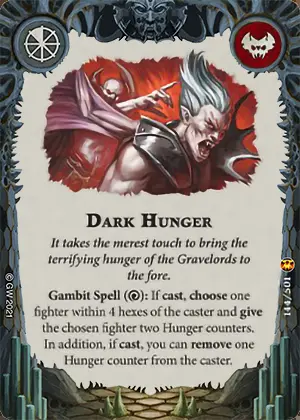 DARK HUNGER
It takes the merest touch to bring the
terrifying hunger of the Gravelords to
the fore.
Gambit Spell (): If cast, choose one
fighter within 4 hexes of the caster and give
the chosen fighter two Hunger counters.
In addition, if cast, you can remove one
Hunger counter from the caster.
© GW 2021
144/501